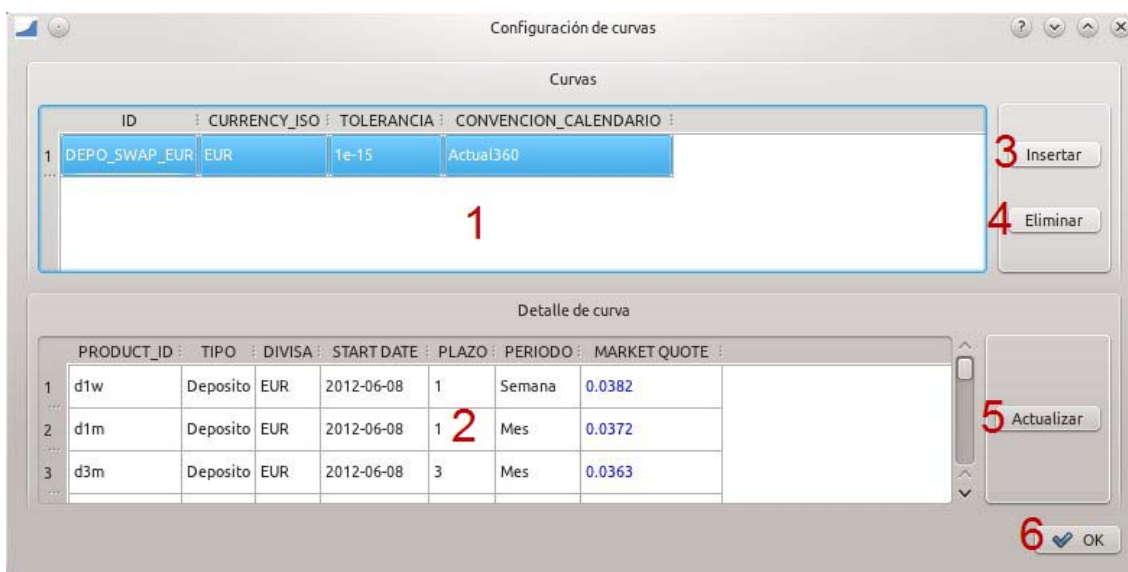 Configuración de curvas
Curvas
ID CURRENCY_ISO TOLERANCIA CONVENCION_CALENDARIO
1 DEPO_SWAP_EUR EUR 1e-15 Actual360
3 Insertar
1
4 Eliminar
Detalle de curva
PRODUCT_ID TIPO DIVISA START DATE PLAZO PERIODO MARKET QUOTE
1 d1w Deposito EUR 2012-06-08 1 Semana 0.0382
2 d1m Deposito EUR 2012-06-08 1 2 Mes 0.0372
5 Actualizar
3 d3m Deposito EUR 2012-06-08 3 Mes 0.0363
6 OK